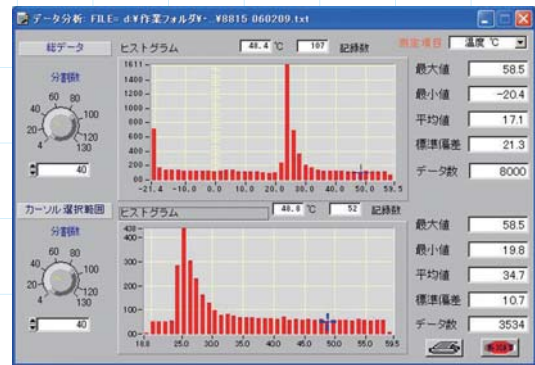 データ分析: FILE= d:¥作業フォルダ¥-..¥8815 060209.txt
総データ ヒストグラム 48.4 ℃ 107 記録数 測定項目 温度 ℃
分割数
60 80
40 100
20 120
4 130
40
1611
1400
1200
1000
800
600
400
200
00
-21.4 -10.0 0.0 10.0 20.0 30.0 40.0 50.0 59.5
最大値 58.5
最小値 -20.4
平均値 17.1
標準偏差 21.3
データ数 8000
カーソル選択範囲 ヒストグラム 48.8 ℃ 52 記録数
分割数
60 80
40 100
20 120
4 130
40
438
400
300
200
100
00
18.8 25.0 30.0 35.0 40.0 45.0 50.0 55.0 59.5
最大値 58.5
最小値 19.8
平均値 34.7
標準偏差 10.7
データ数 3534